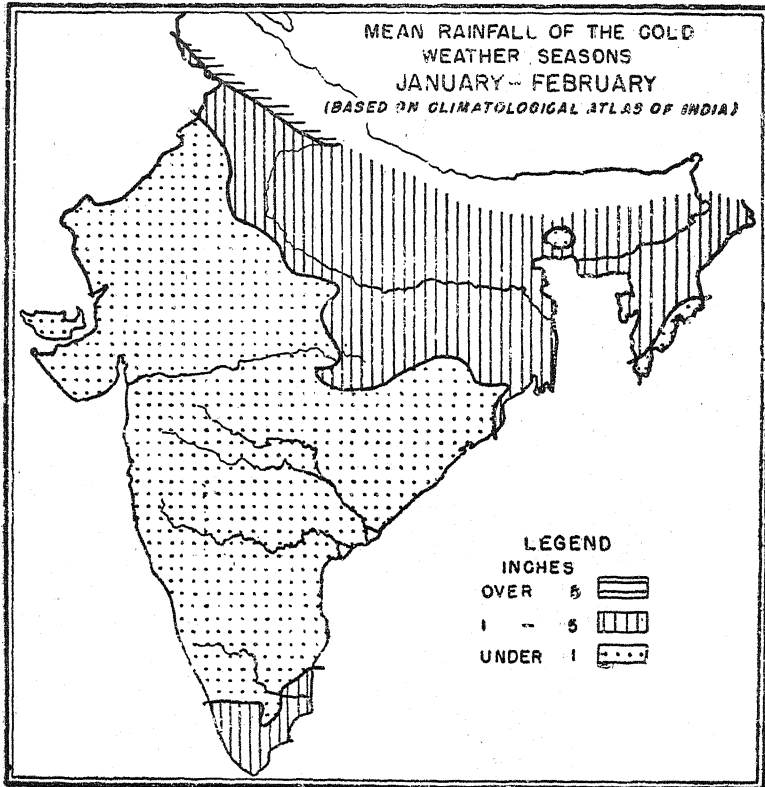 MEAN RAINFALL OF THE COLD
WEATHER SEASONS
JANUARY - FEBRUARY
(BASED ON CLIMATOLOGICAL ATLAS OF INDIA)
LEGEND
INCHES
OVER 5
1 - 5
UNDER 1